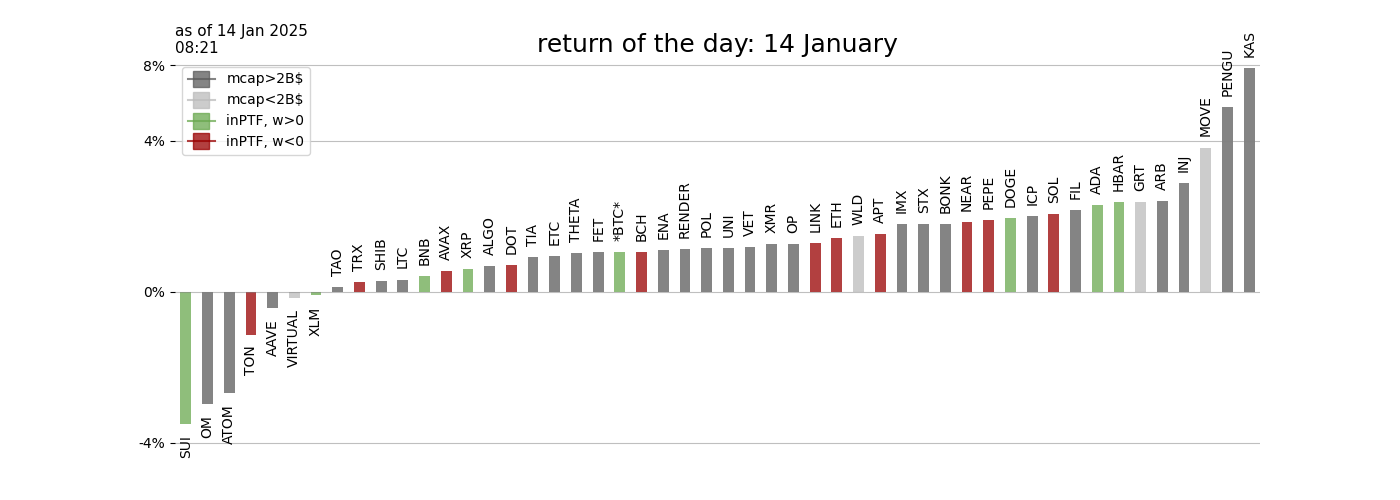 as of 14 Jan 2025
08:21
return of the day: 14 January
8%
4%
0%
-4%
mcap>2B$
mcap<2B$
inPTF, w>0
inPTF, w<0
SUI
OM
ATOM
TON
AAVE
VIRTUAL
XLM
TAO
TRX
SHIB
LTC
BNB
AVAX
XRP
ALGO
DOT
TIA
ETC
THETA
FET
*BTC*
BCH
ENA
RENDER
POL
UNI
VET
XMR
OP
LINK
ETH
WLD
APT
IMX
STX
BONK
NEAR
PEPE
DOGE
ICP
SOL
FIL
ADA
HBAR
GRT
ARB
INJ
MOVE
PENGU
KAS